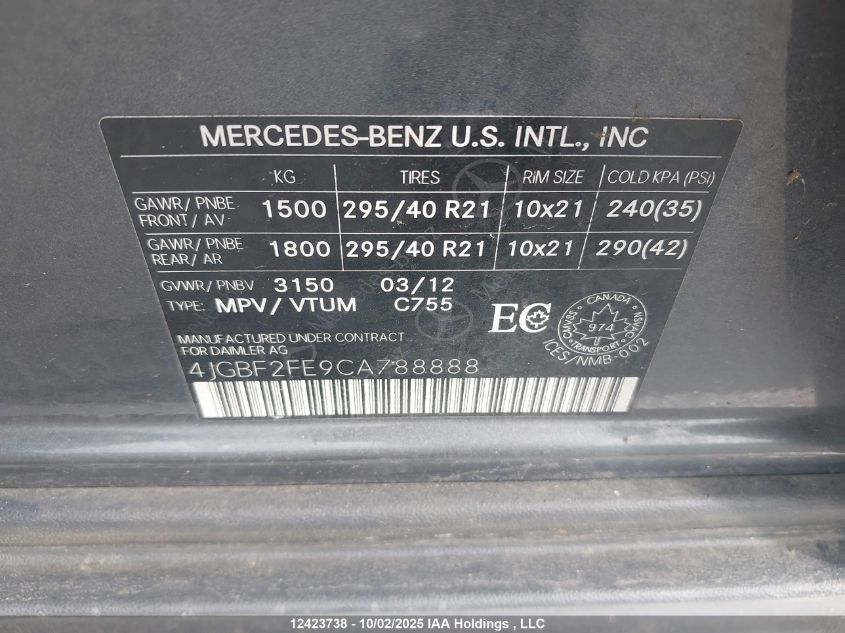 MERCEDES-BENZ U.S. INTL., INC
KG TIRES RIM SIZE COLD KPA (PSI)
GAWR/ PNBE FRONT / AV 1500 295/40 R21 10x21 240(35)
GAWR/ PNBE REAR/ AR 1800 295/40 R21 10x21 290(42)
GVWR/ PNBV 3150 03/12
TYPE: MPV/ VTUM C755
EC
CANADA
974
TRANSPORT
CMVSS
NSVAC
ICES/NMB-002
MANUFACTURED UNDER CONTRACT
FOR DAIMLER AG
4JGBF2FE9CA788888
12423738 - 10/02/2025 IAA Holdings , LLC